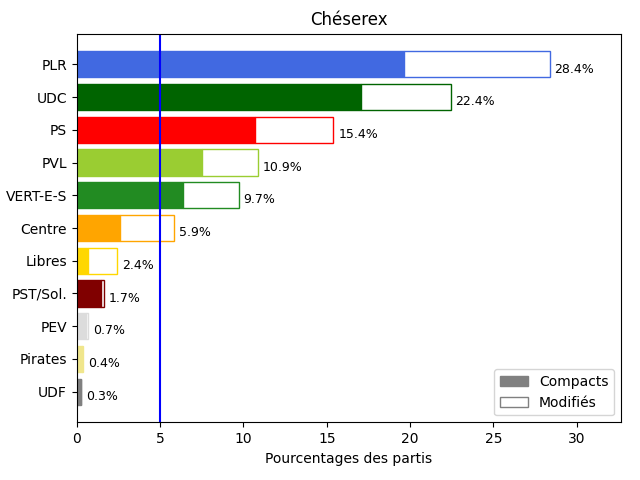 Chéserex
PLR 28.4%
UDC 22.4%
PS 15.4%
PVL 10.9%
VERT-E-S 9.7%
Centre 5.9%
Libres 2.4%
PST/Sol. 1.7%
PEV 0.7%
Pirates 0.4%
UDF 0.3%
Compacts
Modifiés
0 5 10 15 20 25 30
Pourcentages des partis